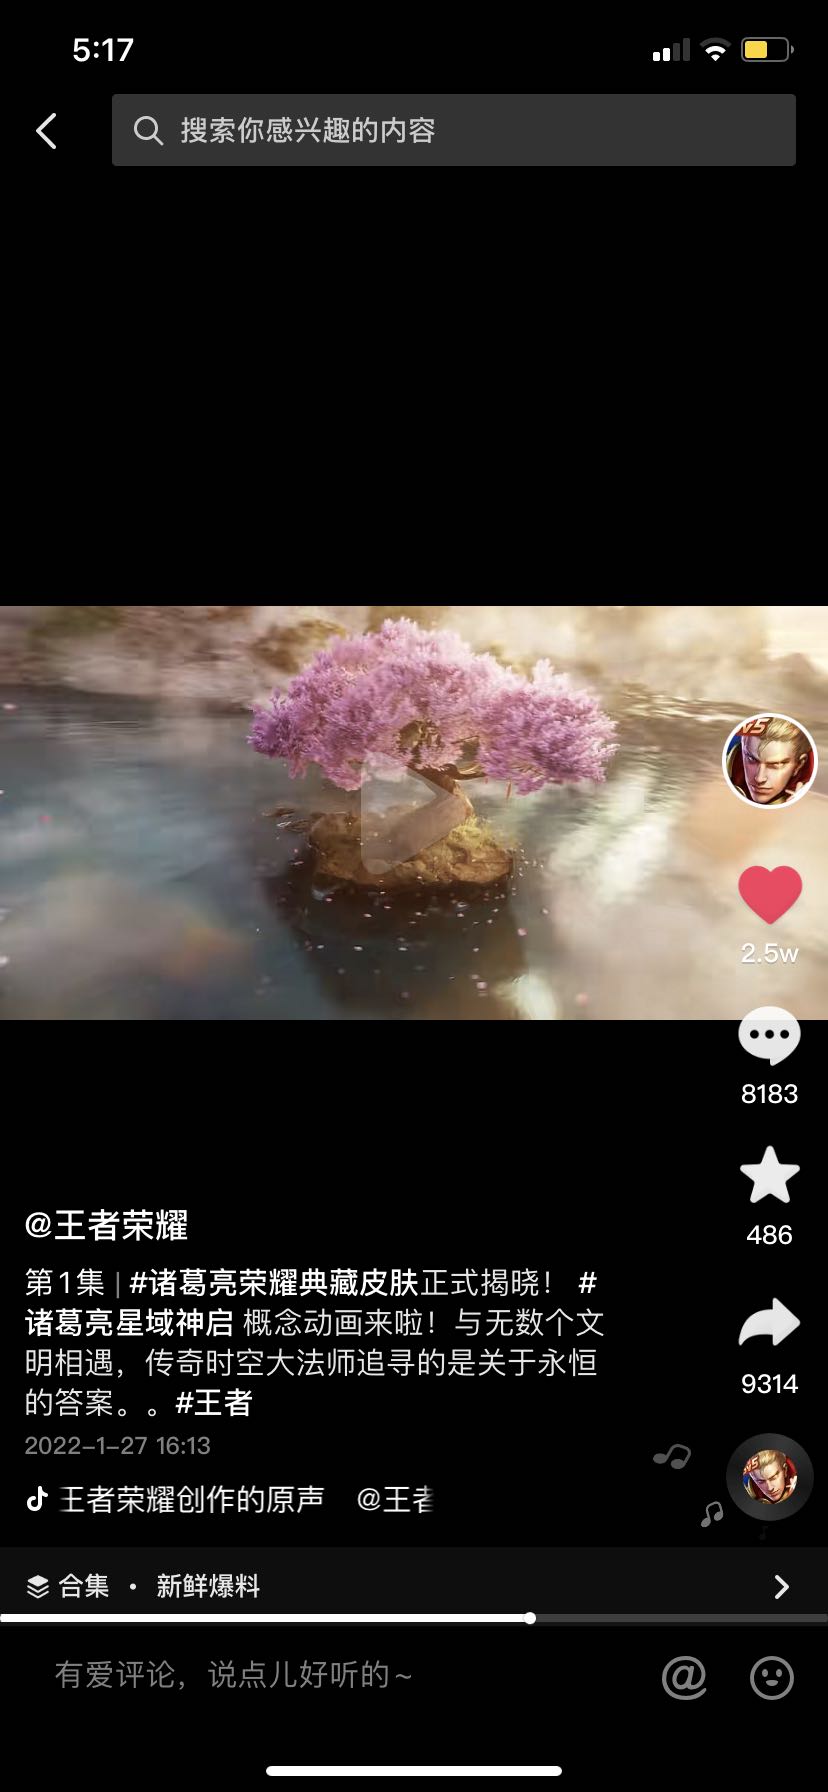 5:17
搜索你感兴趣的内容
2.5w
8183
486
9314
@王者荣耀
第1集 | #诸葛亮荣耀典藏皮肤正式揭晓！ #
诸葛亮星域神启 概念动画来啦！与无数个文
明相遇，传奇时空大法师追寻的是关于永恒
的答案。。#王者
2022-1-27 16:13
王者荣耀创作的原声 @王者
合集 · 新鲜爆料
有爱评论，说点儿好听的~